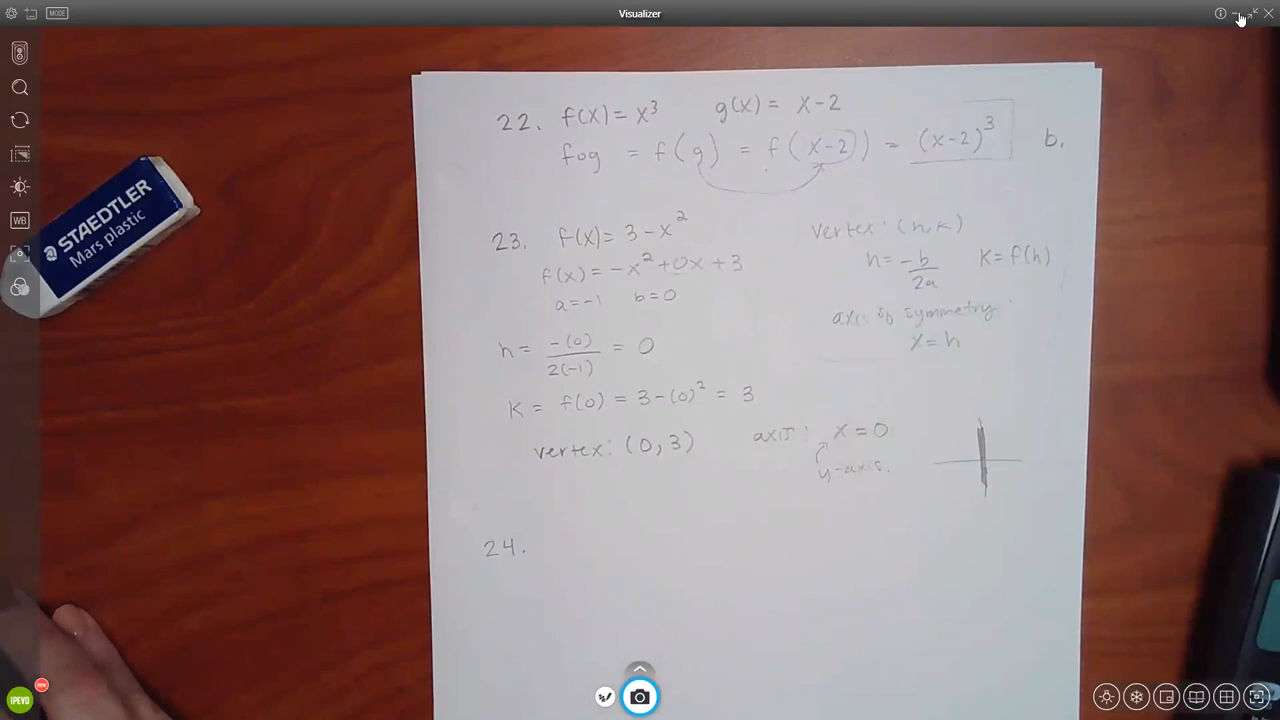 MODE
Visualizer
22. f(x) = x³ g(x) = x-2
fog = f(g) = f(x-2) = (x-2)³ b.
STAEDTLER
Mars plastic
WB
23. f(x) = 3-x²
f(x) = -x²+0x+3
a=-1 b=0
h = -(0)/2(-1) = 0
K = f(0) = 3-(0)² = 3
vertex: (0,3)
vertex: (h,K)
h = -b/2a K=f(h)
axis of symmetry:
x=h
axis: x=0
y-axis.
24.
IPEVO
new